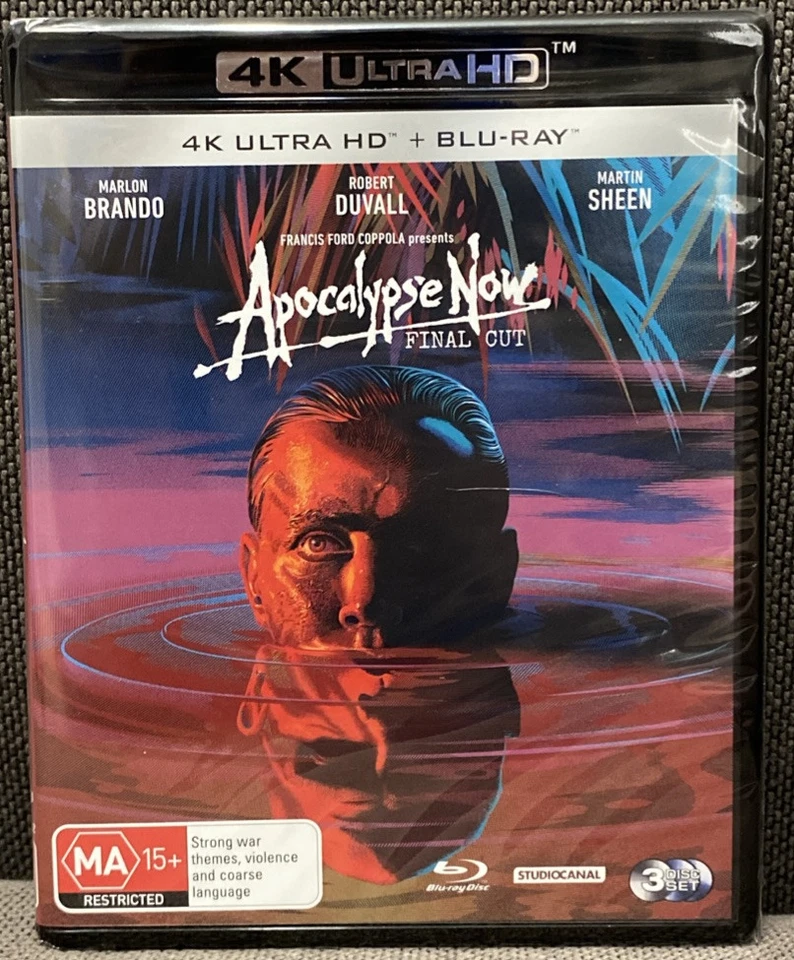 4K ULTRA HD™
4K ULTRA HD™ + BLU-RAY™
MARLON
BRANDO
ROBERT
DUVALL
MARTIN
SHEEN
FRANCIS FORD COPPOLA presents
Apocalypse Now
FINAL CUT
MA 15+
RESTRICTED
Strong war
themes, violence
and coarse
language
Blu-ray Disc
STUDIOCANAL
3 DISC
SET